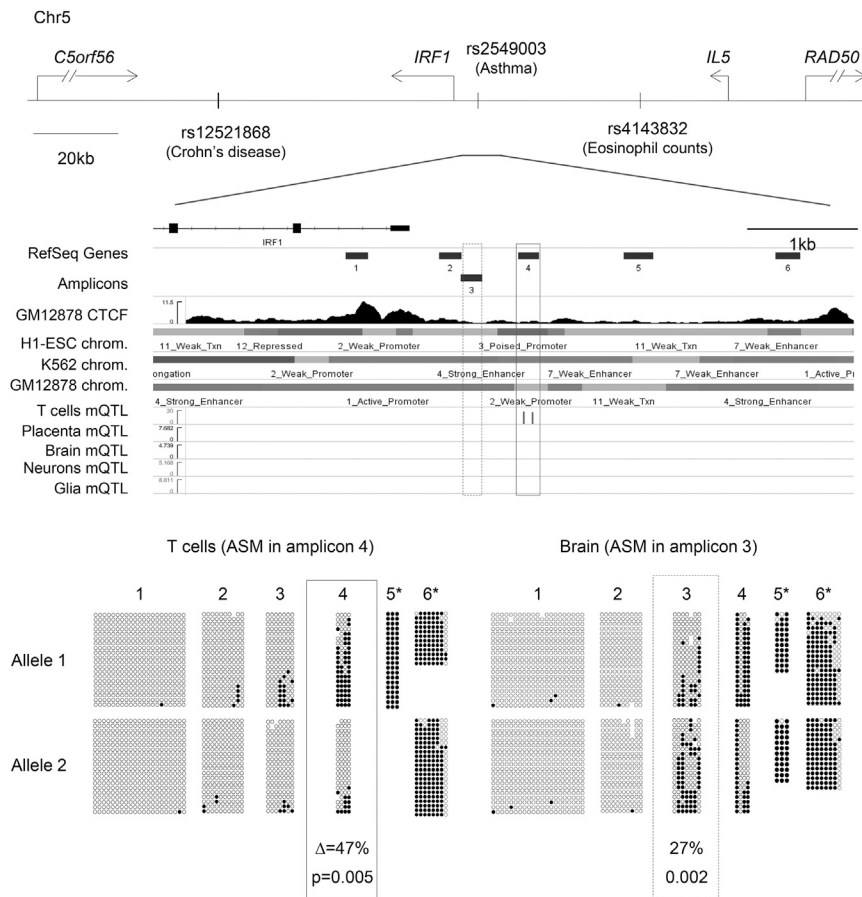 Chr5
C5orf56 IRF1 rs2549003 IL5 RAD50
(Asthma)
rs12521868 rs4143832
(Crohn's disease) (Eosinophil counts)
20kb
1kb
IRF1
RefSeq Genes
1 2 4 5 6
Amplicons
3
GM12878 CTCF 11.5 0
H1-ESC chrom.
11_Weak_Txn 12_Repressed 2_Weak_Promoter 3_Poised_Promoter 11_Weak_Txn 7_Weak_Enhancer
K562 chrom.
ongation 2_Weak_Promoter 4_Strong_Enhancer 7_Weak_Enhancer 7_Weak_Enhancer 1_Active_P
GM12878 chrom.
4_Strong_Enhancer 1_Active_Promoter 2_Weak_Promoter 11_Weak_Txn 4_Strong_Enhancer
T cells mQTL 20 0
Placenta mQTL 7.682 0
Brain mQTL 4.739 0
Neurons mQTL 5.168 0
Glia mQTL 8.811 0
T cells (ASM in amplicon 4) Brain (ASM in amplicon 3)
1 2 3 4 5* 6* 1 2 3 4 5* 6*
Allele 1
Allele 2
Δ=47% 27%
p=0.005 0.002